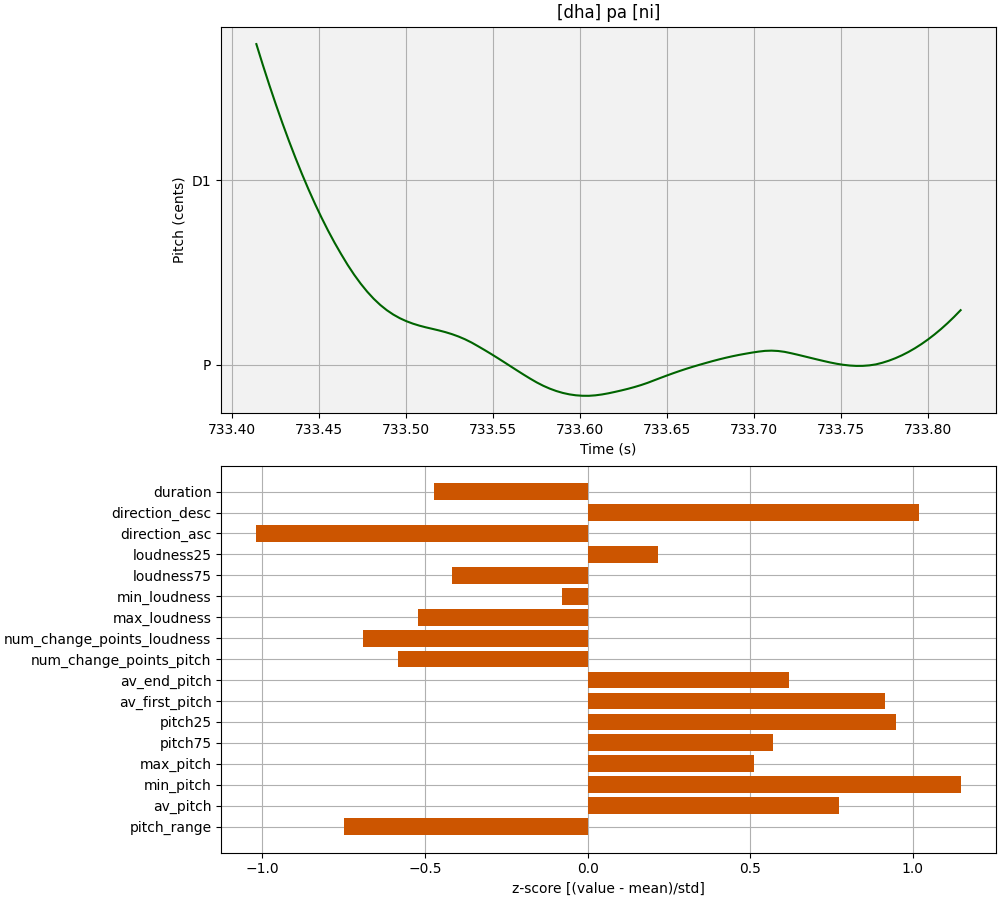 [dha] pa [ni]
Pitch (cents)
D1
P
733.40 733.45 733.50 733.55 733.60 733.65 733.70 733.75 733.80
Time (s)
duration
direction_desc
direction_asc
loudness25
loudness75
min_loudness
max_loudness
num_change_points_loudness
num_change_points_pitch
av_end_pitch
av_first_pitch
pitch25
pitch75
max_pitch
min_pitch
av_pitch
pitch_range
−1.0 −0.5 0.0 0.5 1.0
z-score [(value - mean)/std]